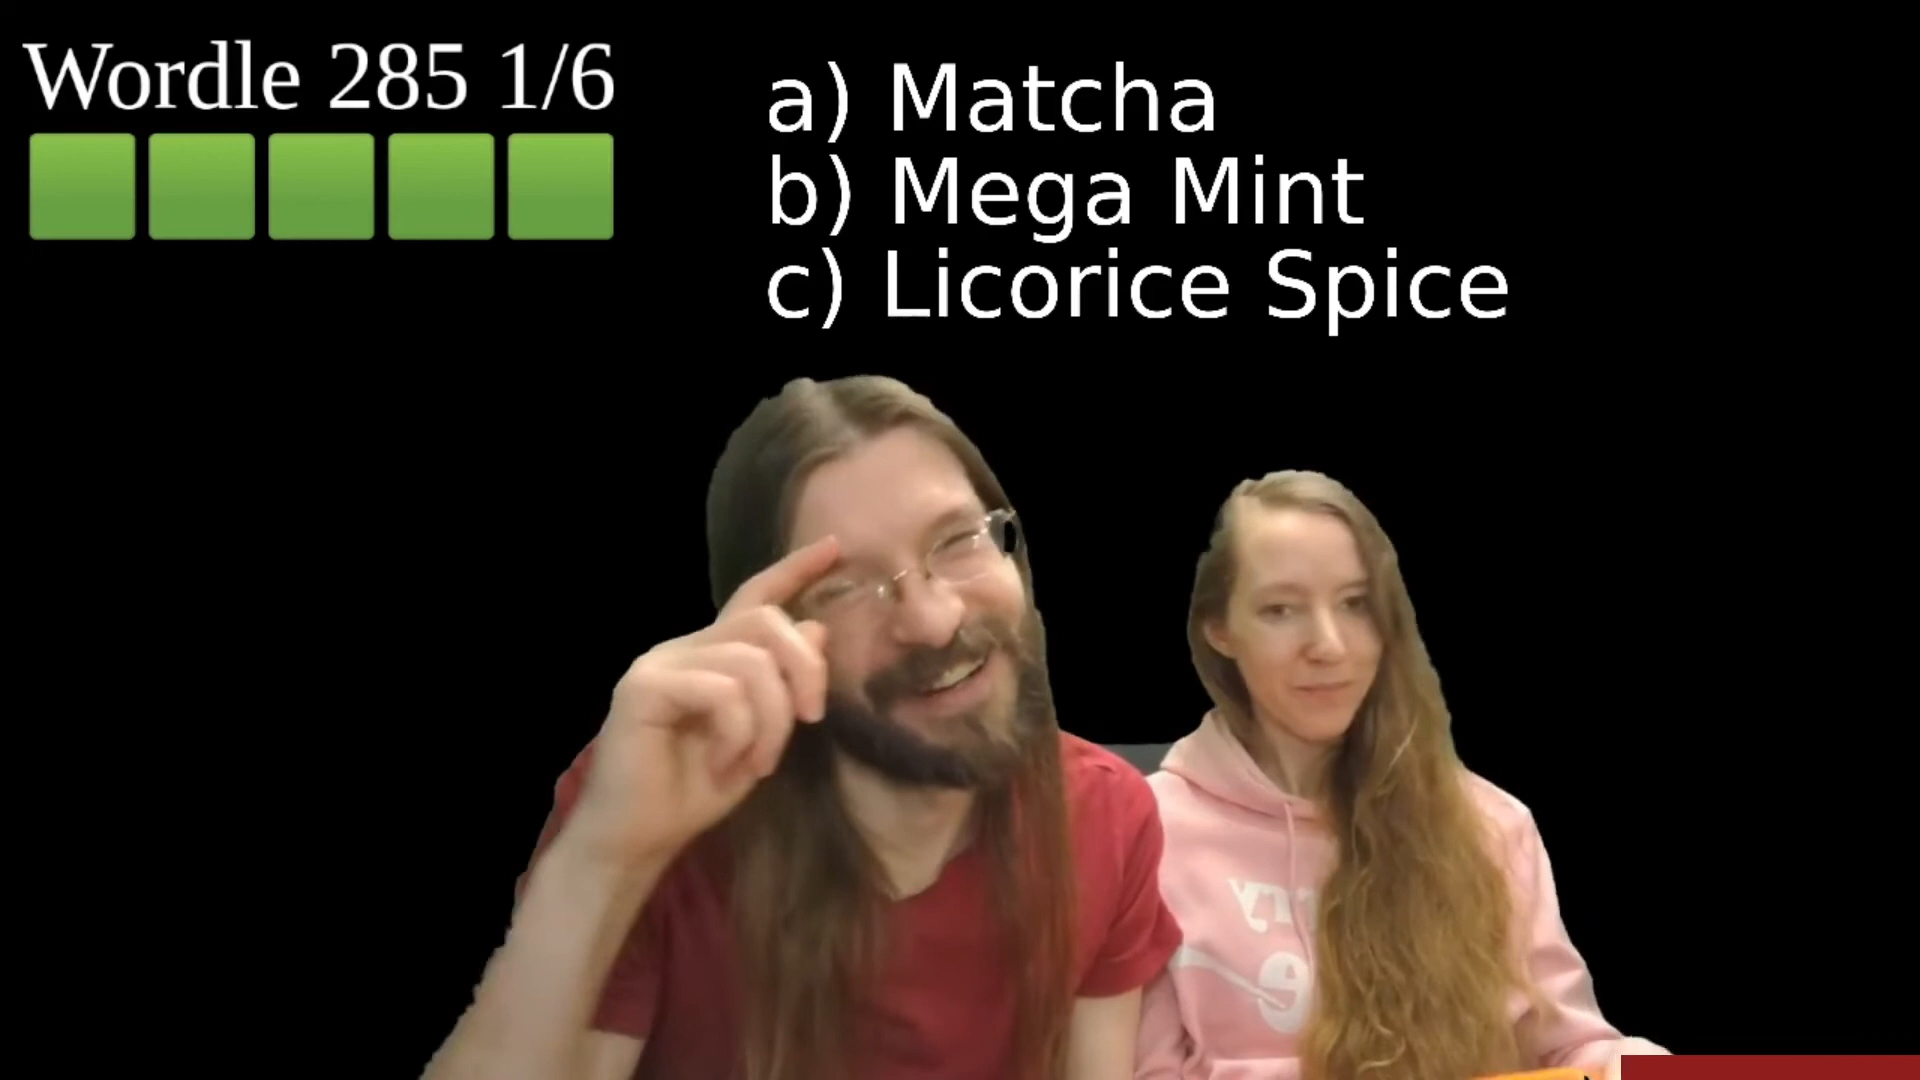 Wordle 285 1/6
a) Matcha
b) Mega Mint
c) Licorice Spice